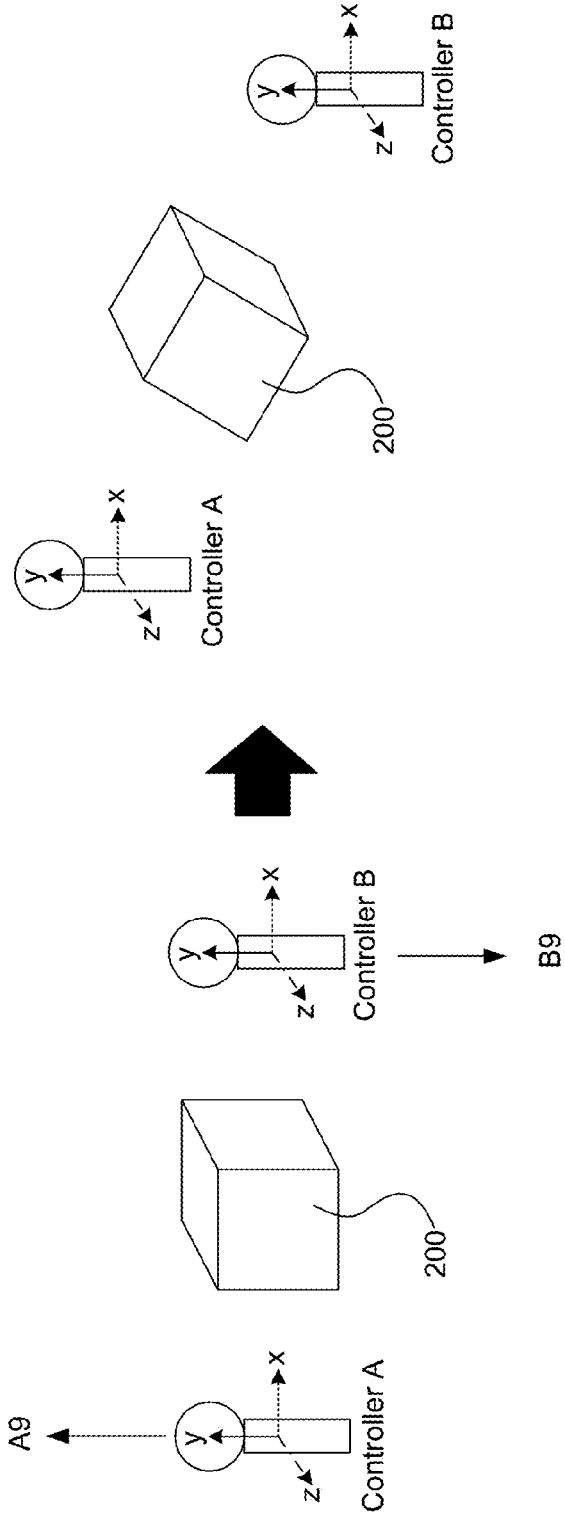 A9
y
x
z
Controller A
200
y
x
z
Controller B
B9
y
x
z
Controller A
200
y
x
z
Controller B